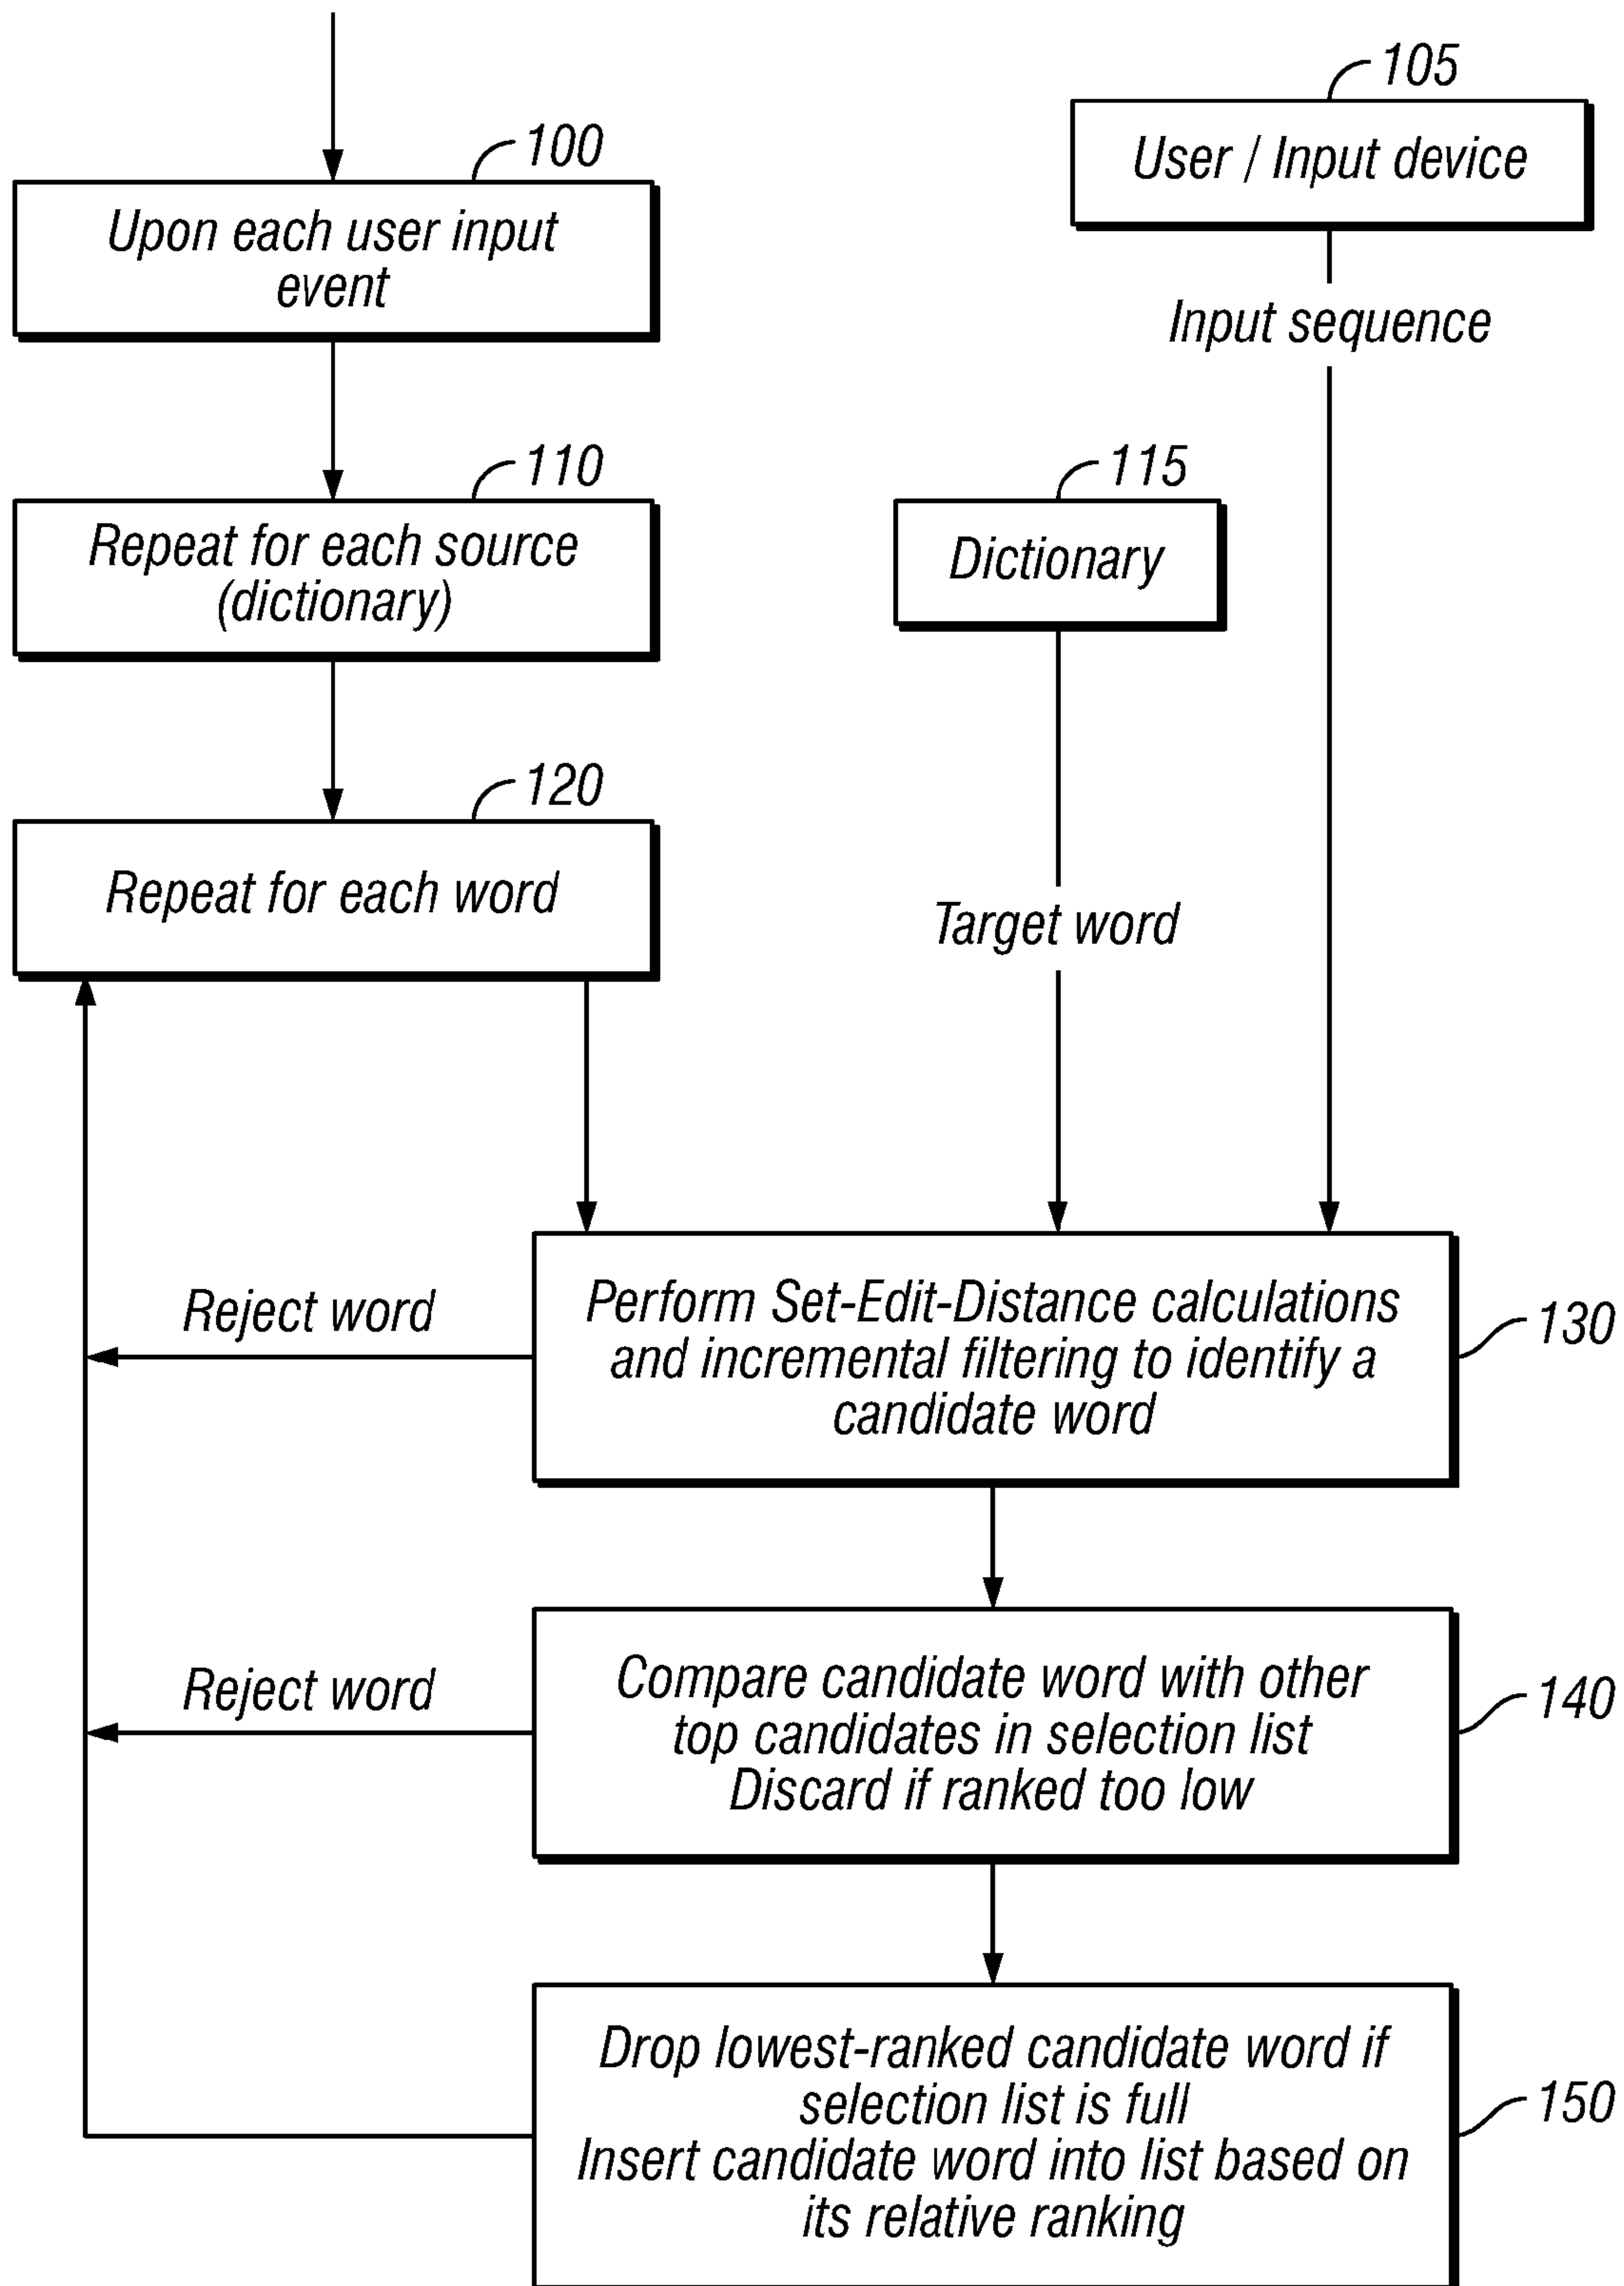 105
User / Input device
100
Upon each user input
event
Input sequence
110
Repeat for each source
(dictionary)
115
Dictionary
120
Repeat for each word
Target word
Reject word
Perform Set-Edit-Distance calculations
and incremental filtering to identify a
candidate word
130
Reject word
Compare candidate word with other
top candidates in selection list
Discard if ranked too low
140
Drop lowest-ranked candidate word if
selection list is full
Insert candidate word into list based on
its relative ranking
150